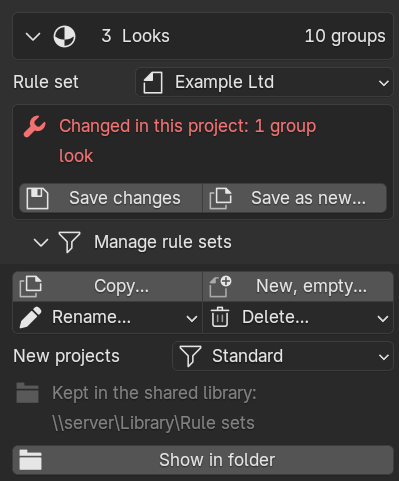 3 Looks 10 groups
Rule set Example Ltd
Changed in this project: 1 group
look
Save changes Save as new...
Manage rule sets
Copy... New, empty...
Rename... Delete...
New projects Standard
Kept in the shared library:
\\server\Library\Rule sets
Show in folder